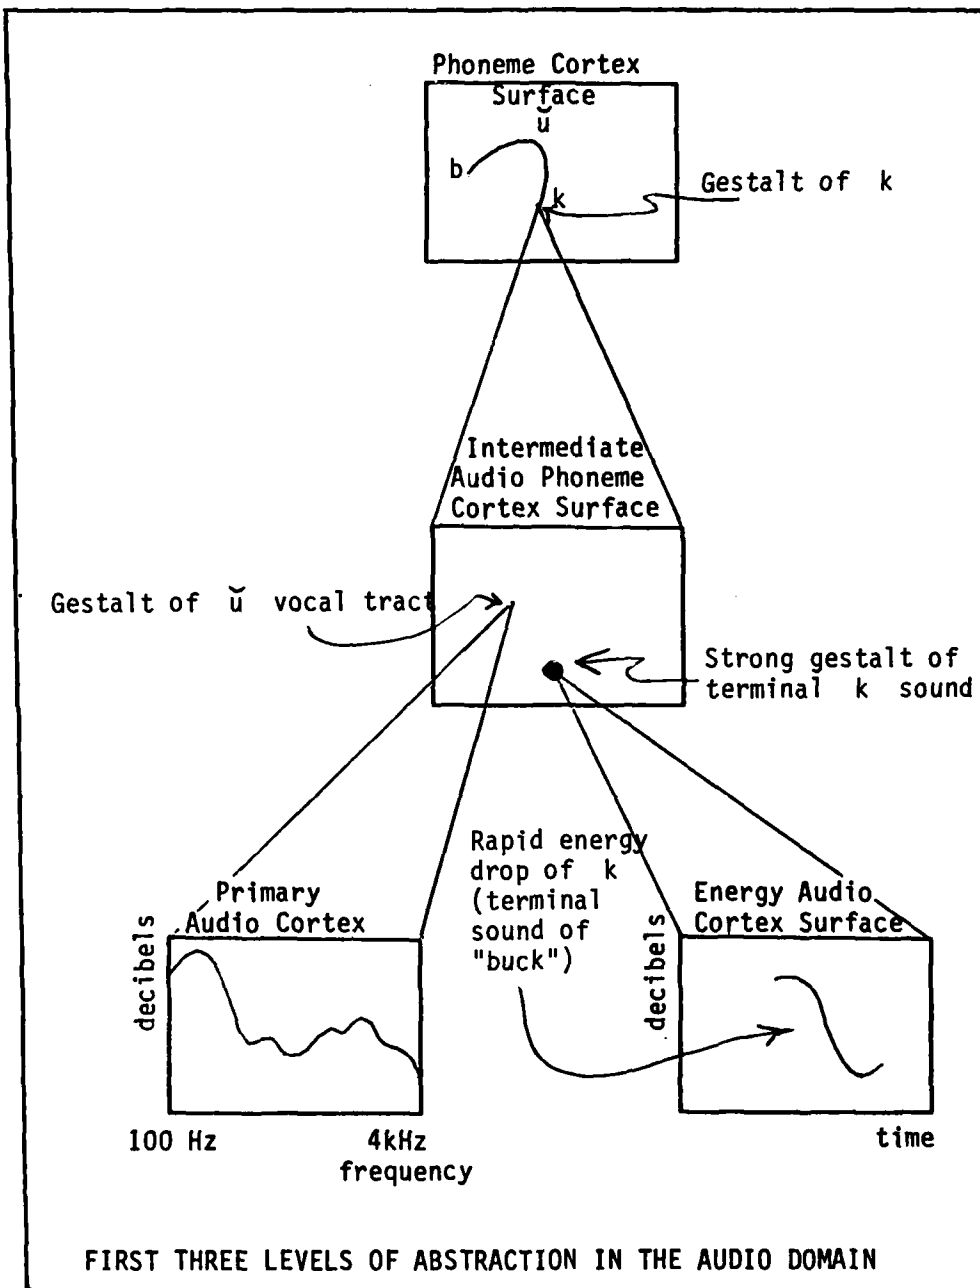 Phoneme Cortex
Surface
ŭ
b
k
Gestalt of k
Intermediate
Audio Phoneme
Cortex Surface
Gestalt of ŭ vocal tract
Strong gestalt of
terminal k sound
Rapid energy
drop of k
(terminal
sound of
"buck")
Primary
Audio Cortex
decibels
100 Hz
4kHz
frequency
Energy Audio
Cortex Surface
decibels
time
FIRST THREE LEVELS OF ABSTRACTION IN THE AUDIO DOMAIN